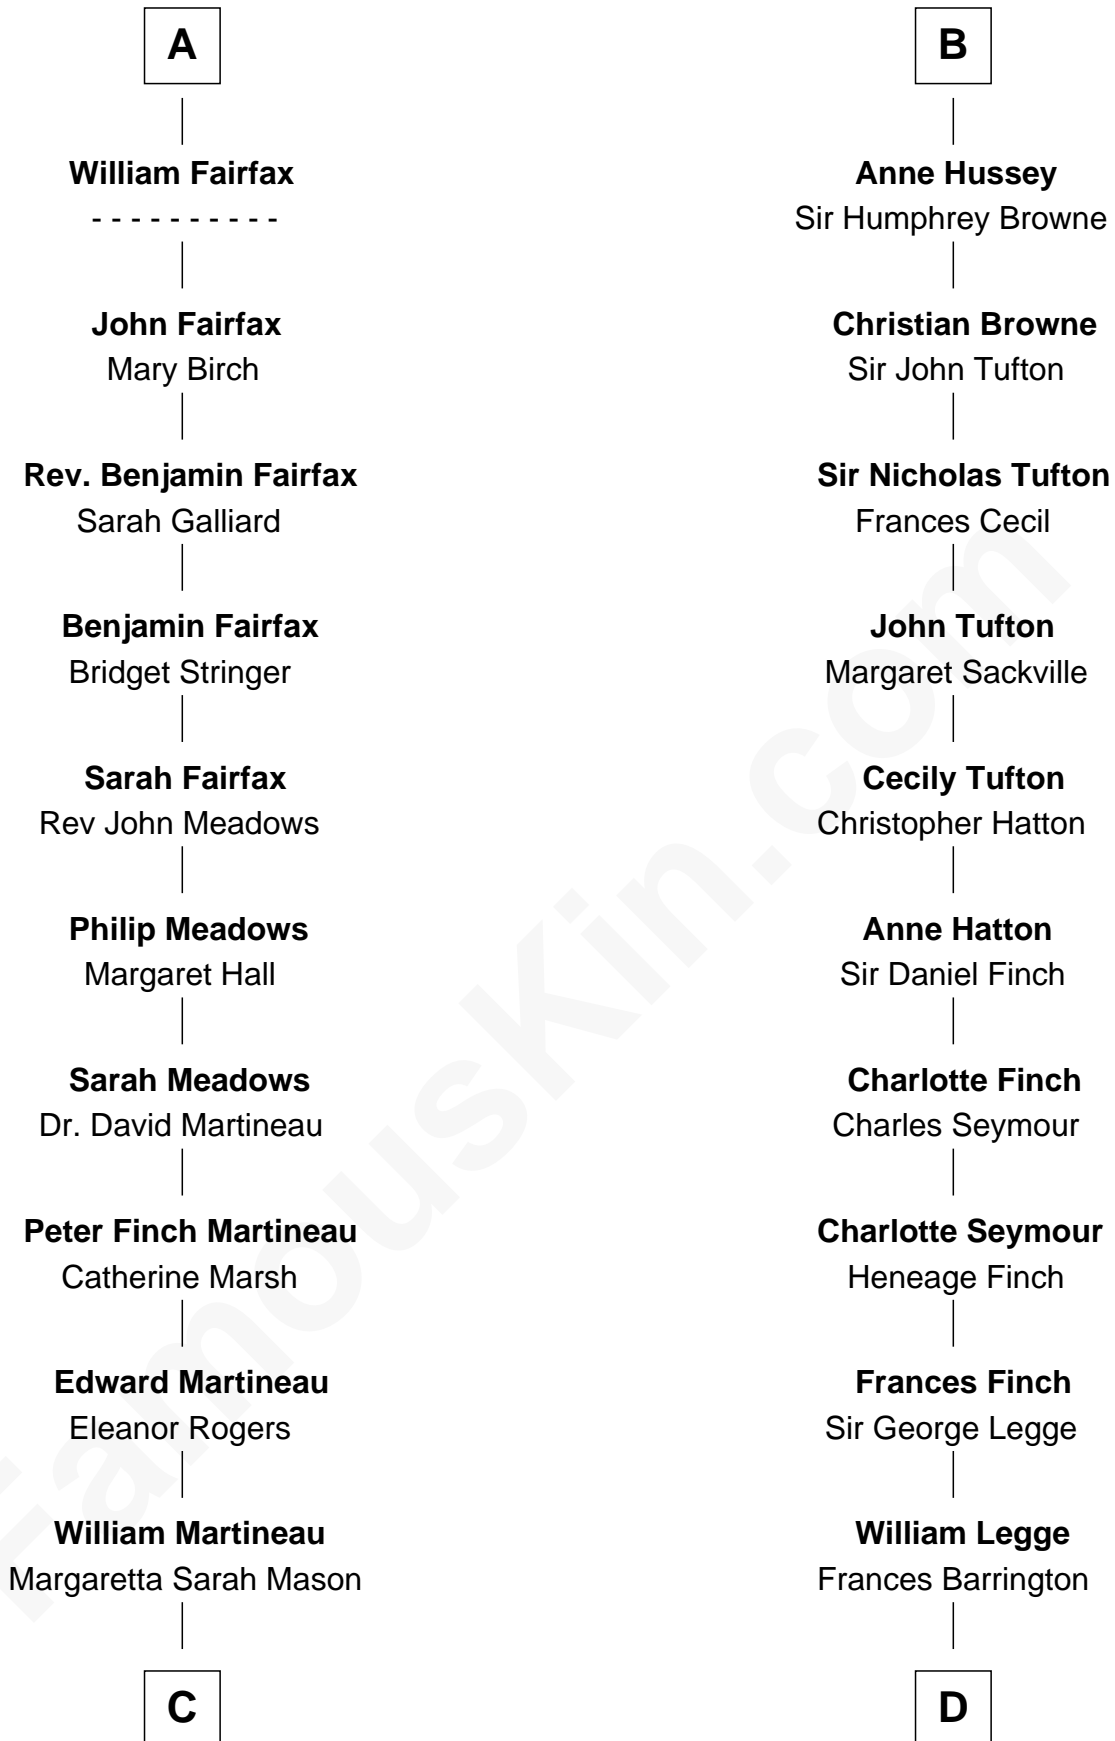 A
William Fairfax
- - - - - - - - - -
John Fairfax
Mary Birch
Rev. Benjamin Fairfax
Sarah Galliard
Benjamin Fairfax
Bridget Stringer
Sarah Fairfax
Rev John Meadows
Philip Meadows
Margaret Hall
Sarah Meadows
Dr. David Martineau
Peter Finch Martineau
Catherine Marsh
Edward Martineau
Eleanor Rogers
William Martineau
Margaretta Sarah Mason
C
B
Anne Hussey
Sir Humphrey Browne
Christian Browne
Sir John Tufton
Sir Nicholas Tufton
Frances Cecil
John Tufton
Margaret Sackville
Cecily Tufton
Christopher Hatton
Anne Hatton
Sir Daniel Finch
Charlotte Finch
Charles Seymour
Charlotte Seymour
Heneage Finch
Frances Finch
Sir George Legge
William Legge
Frances Barrington
D
FamousKin.com